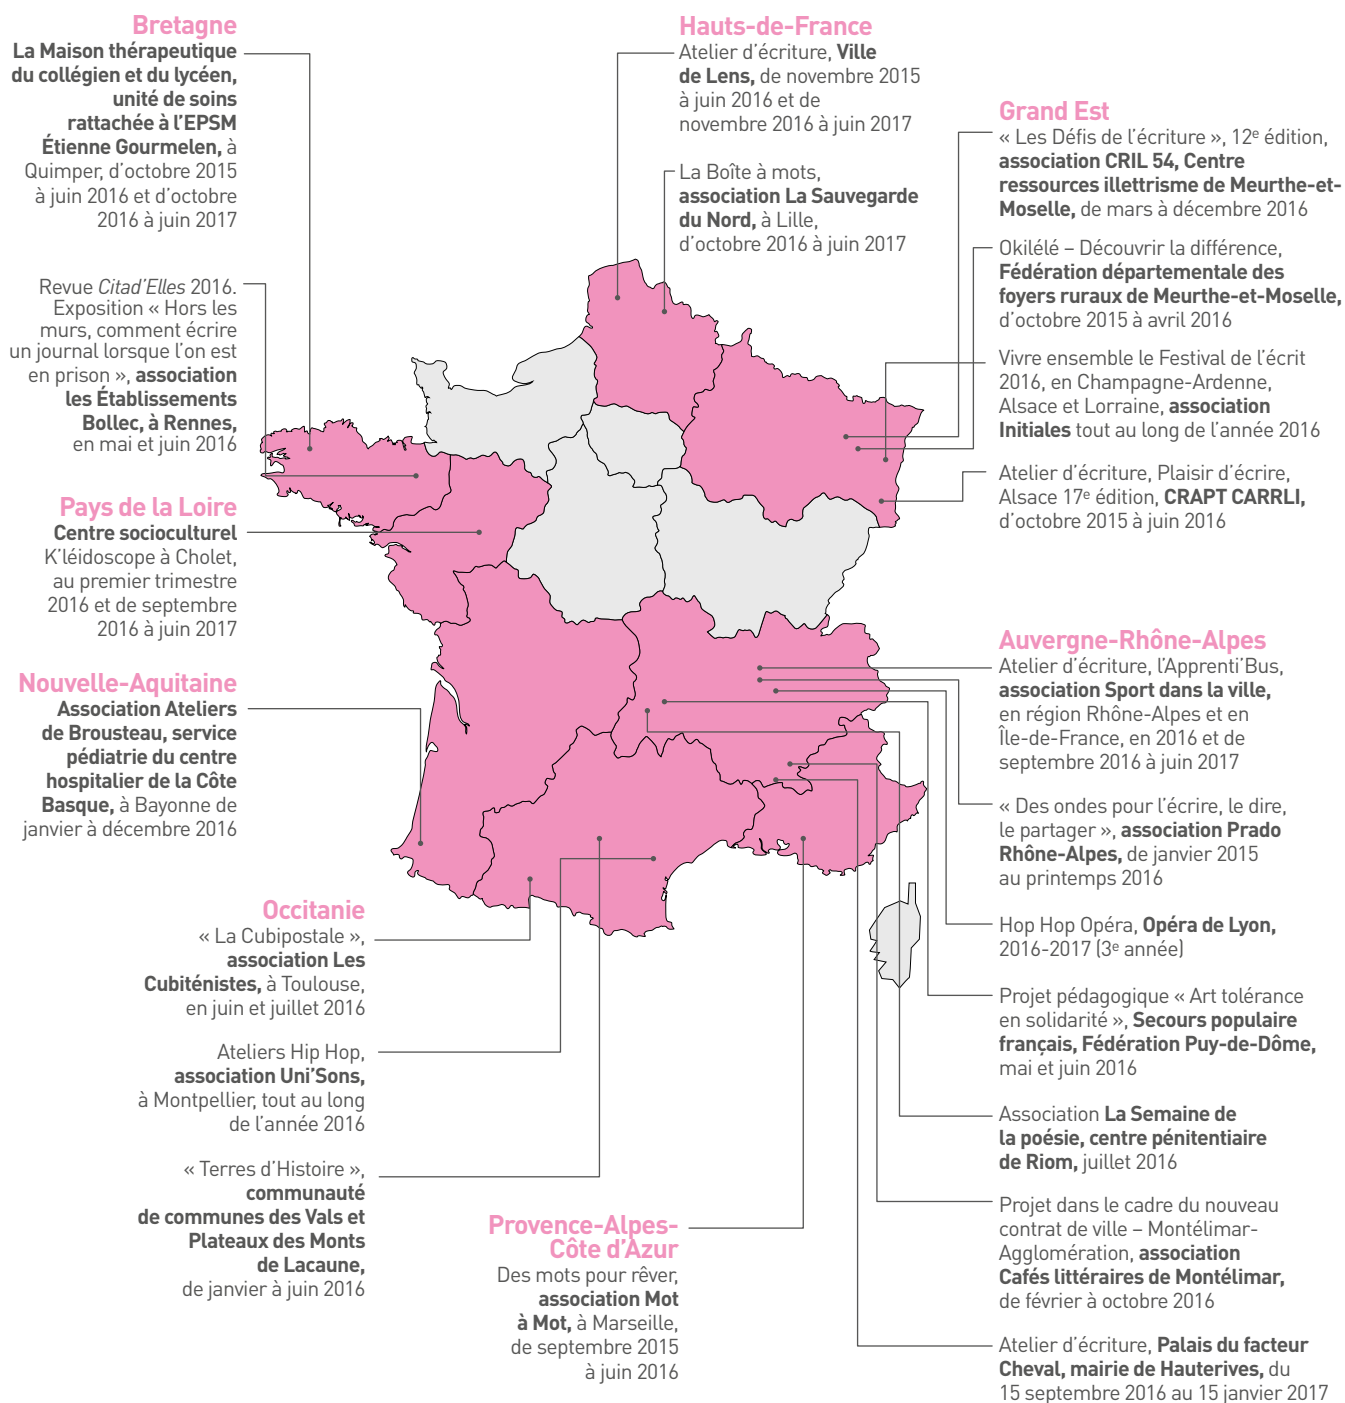 Bretagne
La Maison thérapeutique
du collégien et du lycéen,
unité de soins
rattachée à l’EPSM
Étienne Gourmelen, à
Quimper, d’octobre 2015
à juin 2016 et d’octobre
2016 à juin 2017
Revue Citad’Elles 2016.
Exposition « Hors les
murs, comment écrire
un journal lorsque l’on est
en prison », association
les Établissements
Bollec, à Rennes,
en mai et juin 2016
Pays de la Loire
Centre socioculturel
K’léidoscope à Cholet,
au premier trimestre
2016 et de septembre
2016 à juin 2017
Nouvelle-Aquitaine
Association Ateliers
de Brousteau, service
pédiatrie du centre
hospitalier de la Côte
Basque, à Bayonne de
janvier à décembre 2016
Occitanie
« La Cubipostale »,
association Les
Cubiténistes, à Toulouse,
en juin et juillet 2016
Ateliers Hip Hop,
association Uni’Sons,
à Montpellier, tout au long
de l’année 2016
« Terres d’Histoire »,
communauté
de communes des Vals et
Plateaux des Monts
de Lacaune,
de janvier à juin 2016
Provence-Alpes-
Côte d’Azur
Des mots pour rêver,
association Mot
à Mot, à Marseille,
de septembre 2015
à juin 2016
Hauts-de-France
Atelier d’écriture, Ville
de Lens, de novembre 2015
à juin 2016 et de
novembre 2016 à juin 2017
La Boîte à mots,
association La Sauvegarde
du Nord, à Lille,
d’octobre 2016 à juin 2017
Grand Est
« Les Défis de l’écriture », 12e édition,
association CRIL 54, Centre
ressources illettrisme de Meurthe-et-
Moselle, de mars à décembre 2016
Okilélé – Découvrir la différence,
Fédération départementale des
foyers ruraux de Meurthe-et-Moselle,
d’octobre 2015 à avril 2016
Vivre ensemble le Festival de l’écrit
2016, en Champagne-Ardenne,
Alsace et Lorraine, association
Initiales tout au long de l’année 2016
Atelier d’écriture, Plaisir d’écrire,
Alsace 17e édition, CRAPT CARRLI,
d’octobre 2015 à juin 2016
Auvergne-Rhône-Alpes
Atelier d’écriture, l’Apprenti’Bus,
association Sport dans la ville,
en région Rhône-Alpes et en
Île-de-France, en 2016 et de
septembre 2016 à juin 2017
« Des ondes pour l’écrire, le dire,
le partager », association Prado
Rhône-Alpes, de janvier 2015
au printemps 2016
Hop Hop Opéra, Opéra de Lyon,
2016-2017 (3e année)
Projet pédagogique « Art tolérance
en solidarité », Secours populaire
français, Fédération Puy-de-Dôme,
mai et juin 2016
Association La Semaine de
la poésie, centre pénitentiaire
de Riom, juillet 2016
Projet dans le cadre du nouveau
contrat de ville – Montélimar-
Agglomération, association
Cafés littéraires de Montélimar,
de février à octobre 2016
Atelier d’écriture, Palais du facteur
Cheval, mairie de Hauterives, du
15 septembre 2016 au 15 janvier 2017